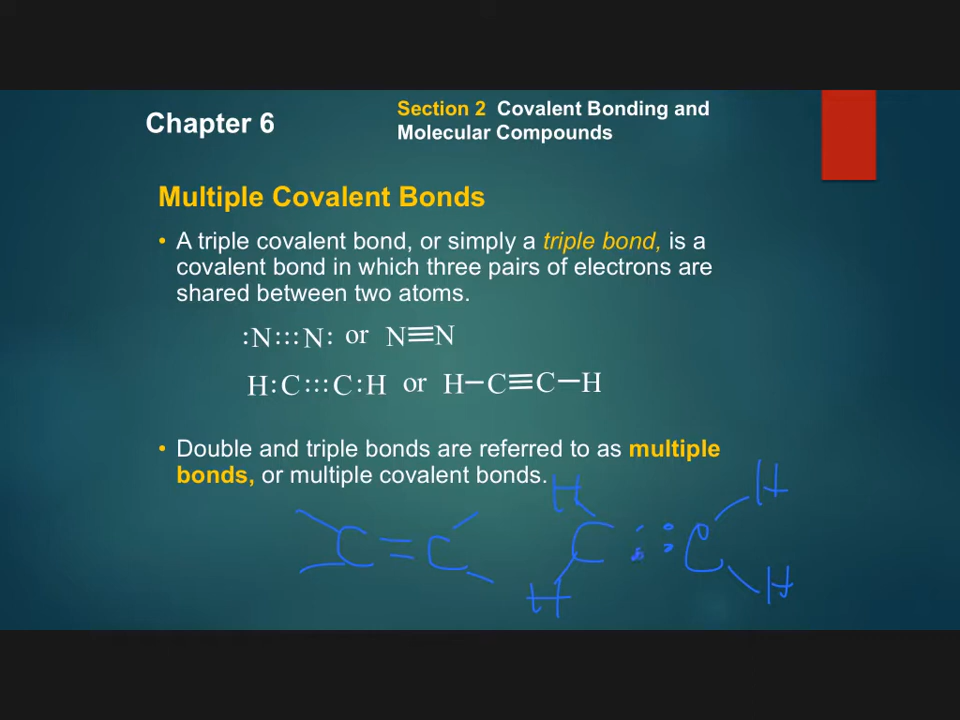 Chapter 6
Section 2 Covalent Bonding and
Molecular Compounds
Multiple Covalent Bonds
• A triple covalent bond, or simply a triple bond, is a
covalent bond in which three pairs of electrons are
shared between two atoms.
:N:::N: or N≡N
H:C:::C:H or H–C≡C–H
• Double and triple bonds are referred to as multiple
bonds, or multiple covalent bonds.
H H
C=C C::C
H H